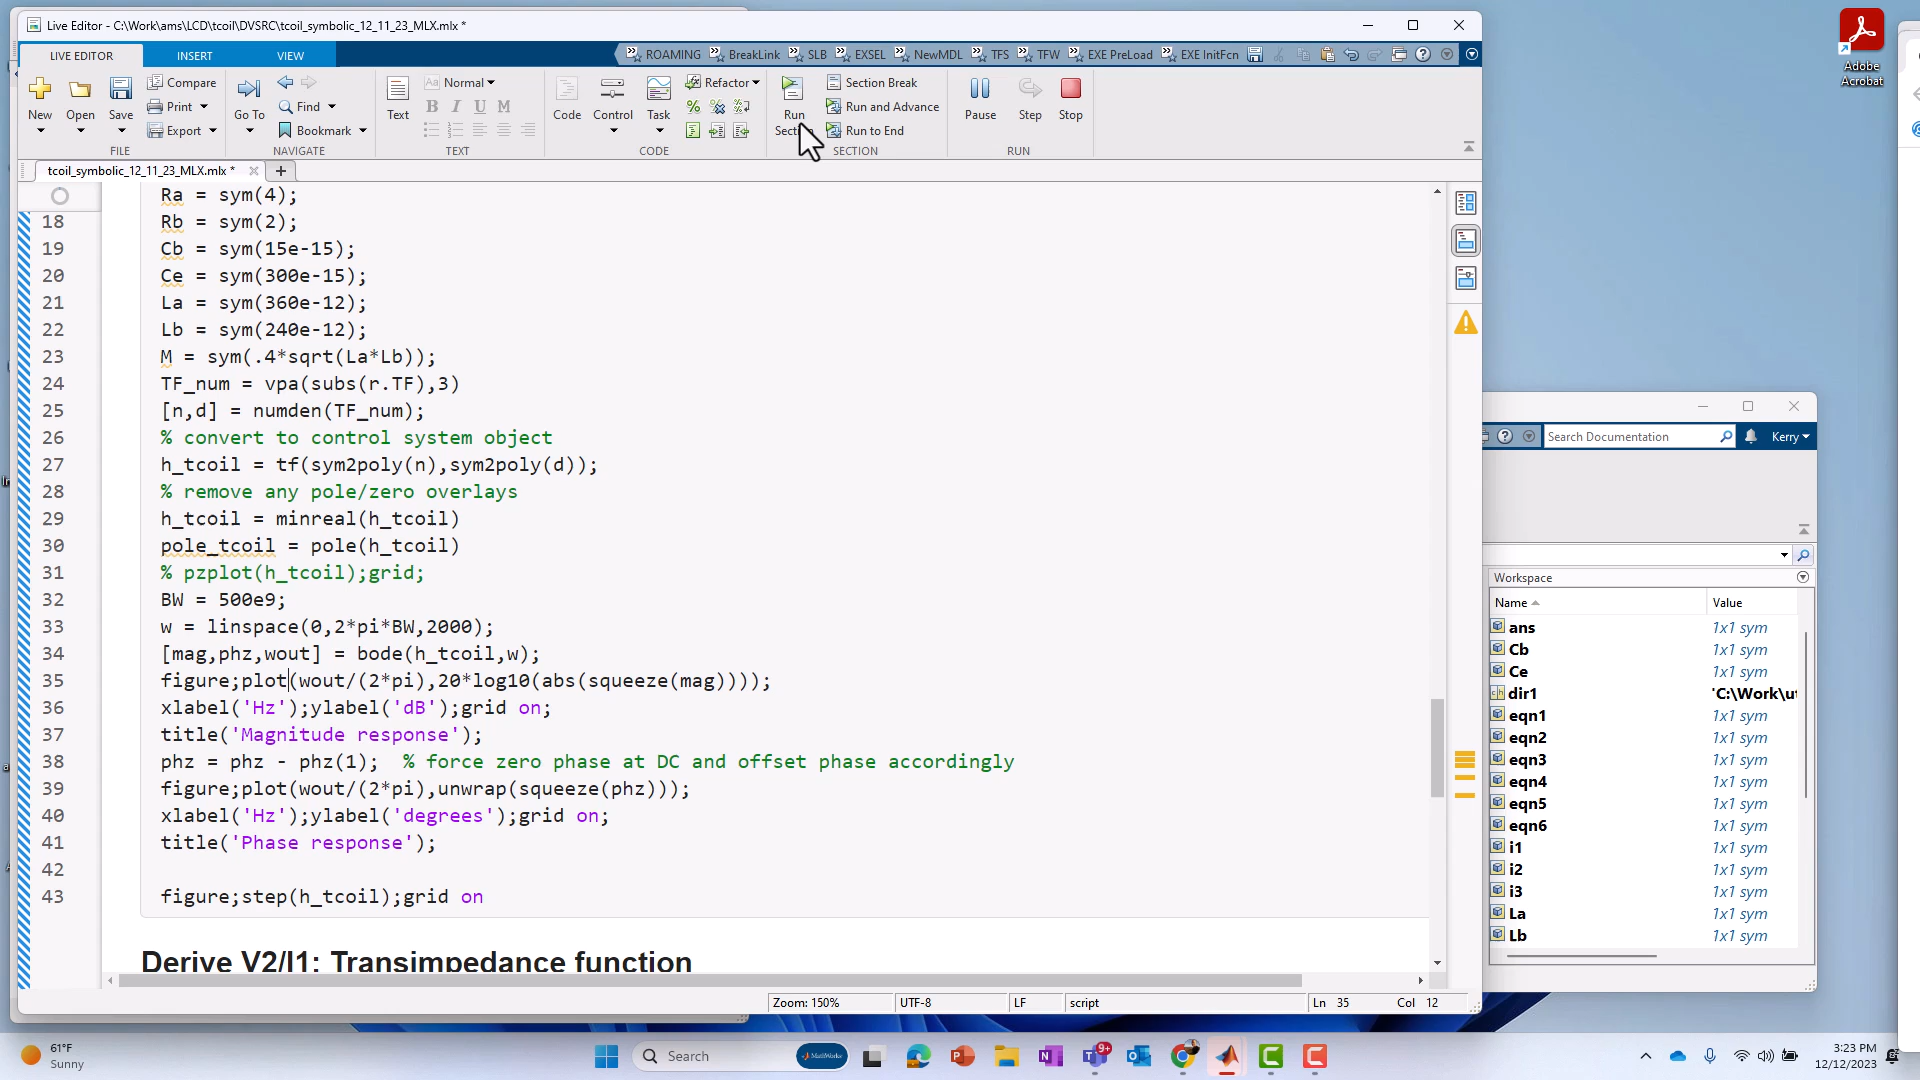 Live Editor - C:\Work\ams\LCD\tcoil\DVSRC\tcoil_symbolic_12_11_23_MLX.mlx *
LIVE EDITOR INSERT VIEW ROAMING BreakLink SLB EXSEL NewMDL TFS TFW EXE PreLoad EXE InitFcn
New Open Save Compare Print Export
FILE
Go To Find Bookmark
NAVIGATE
Text Aa Normal B I U M
TEXT
Code Control Task Refactor
CODE
Run Section Section Break Run and Advance Run to End
SECTION
Pause Step Stop
RUN
tcoil_symbolic_12_11_23_MLX.mlx *
Ra = sym(4);
18 Rb = sym(2);
19 Cb = sym(15e-15);
20 Ce = sym(300e-15);
21 La = sym(360e-12);
22 Lb = sym(240e-12);
23 M = sym(.4*sqrt(La*Lb));
24 TF_num = vpa(subs(r.TF),3)
25 [n,d] = numden(TF_num);
26 % convert to control system object
27 h_tcoil = tf(sym2poly(n),sym2poly(d));
28 % remove any pole/zero overlays
29 h_tcoil = minreal(h_tcoil)
30 pole_tcoil = pole(h_tcoil)
31 % pzplot(h_tcoil);grid;
32 BW = 500e9;
33 w = linspace(0,2*pi*BW,2000);
34 [mag,phz,wout] = bode(h_tcoil,w);
35 figure;plot(wout/(2*pi),20*log10(abs(squeeze(mag))));
36 xlabel('Hz');ylabel('dB');grid on;
37 title('Magnitude response');
38 phz = phz - phz(1);  % force zero phase at DC and offset phase accordingly
39 figure;plot(wout/(2*pi),unwrap(squeeze(phz)));
40 xlabel('Hz');ylabel('degrees');grid on;
41 title('Phase response');
42
43 figure;step(h_tcoil);grid on
Derive V2/I1: Transimpedance function
Zoom: 150% UTF-8 LF script Ln 35 Col 12
Adobe
Acrobat
Search Documentation Kerry
Workspace
Name Value
ans 1x1 sym
Cb 1x1 sym
Ce 1x1 sym
dir1 'C:\Work\ut
eqn1 1x1 sym
eqn2 1x1 sym
eqn3 1x1 sym
eqn4 1x1 sym
eqn5 1x1 sym
eqn6 1x1 sym
i1 1x1 sym
i2 1x1 sym
i3 1x1 sym
La 1x1 sym
Lb 1x1 sym
61°F
Sunny
Search
MathWorks
9+
3:23 PM
12/12/2023